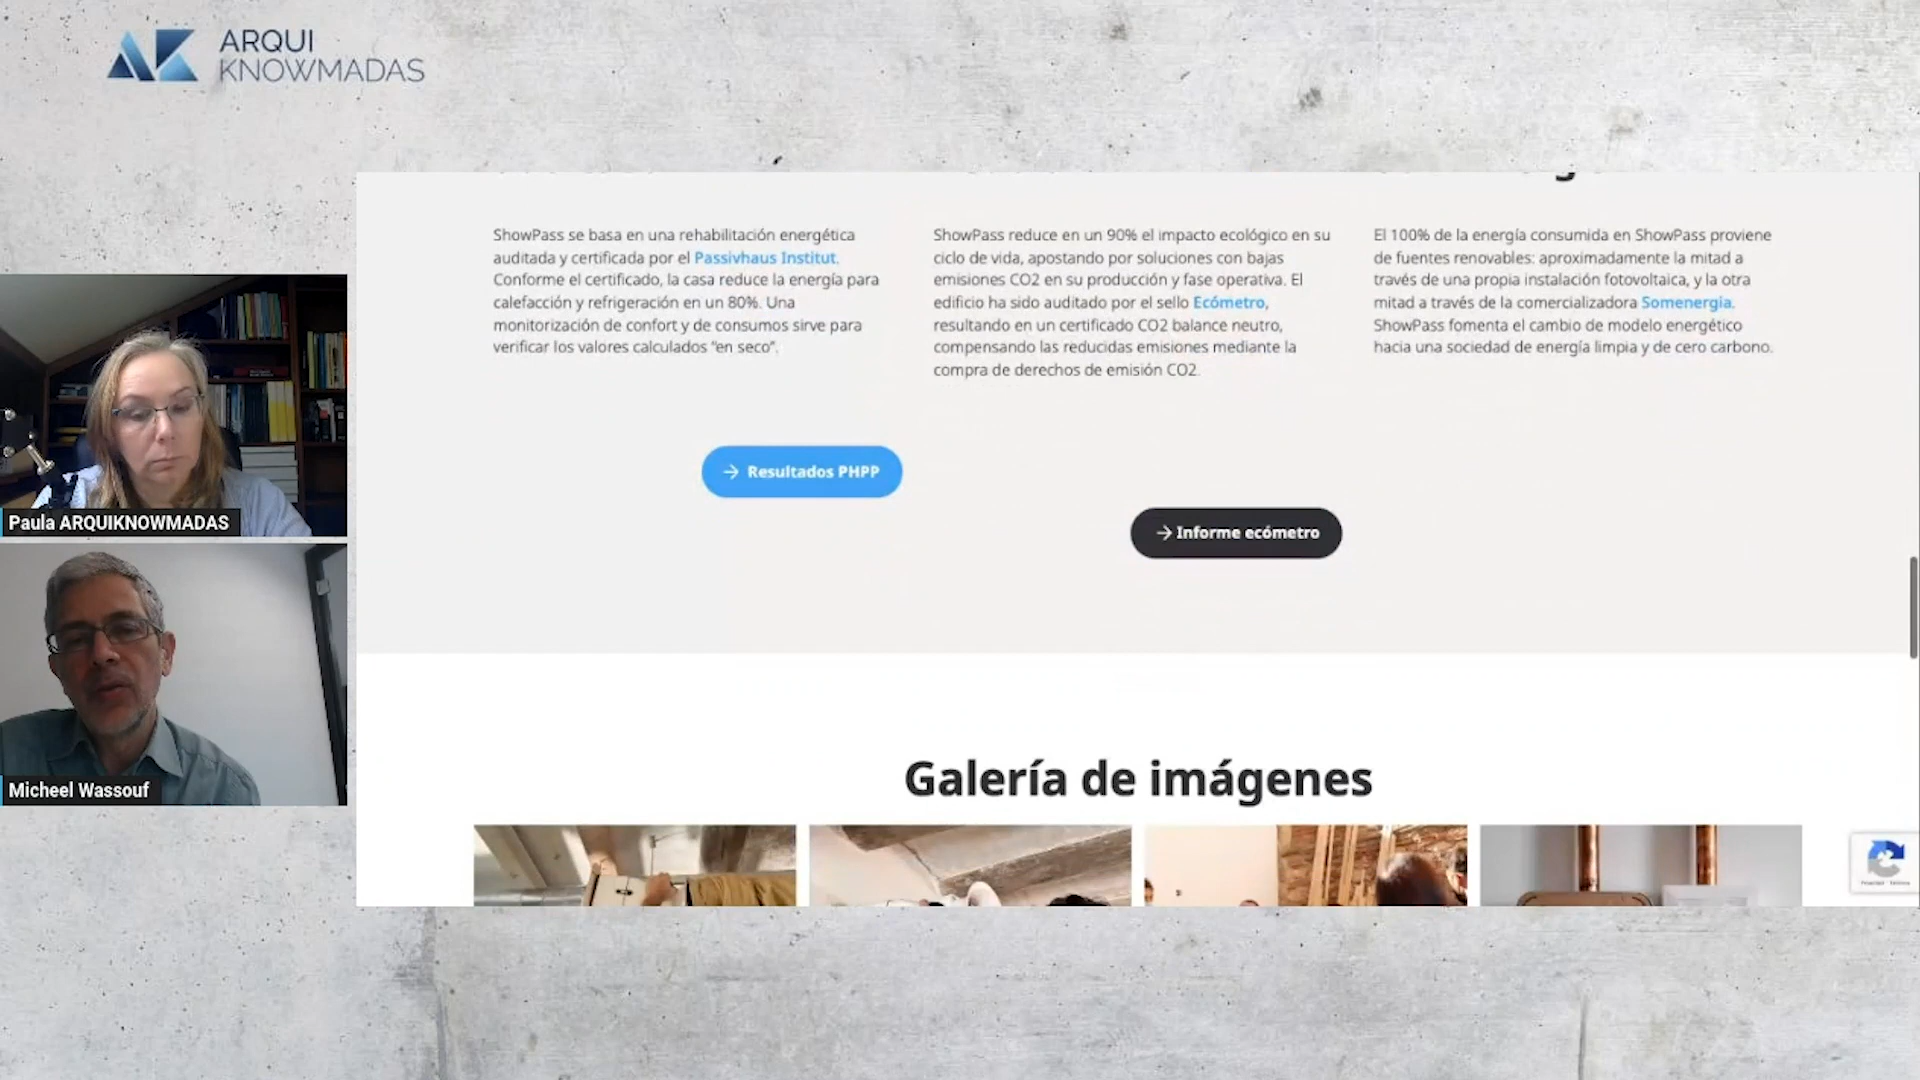 ARQUI
KNOWMADAS
ShowPass se basa en una rehabilitación energética
auditada y certificada por el Passivhaus Institut.
Conforme el certificado, la casa reduce la energía para
calefacción y refrigeración en un 80%. Una
monitorización de confort y de consumos sirve para
verificar los valores calculados “en seco”.
Resultados PHPP
ShowPass reduce en un 90% el impacto ecológico en su
ciclo de vida, apostando por soluciones con bajas
emisiones CO2 en su producción y fase operativa. El
edificio ha sido auditado por el sello Ecómetro,
resultando en un certificado CO2 balance neutro,
compensando las reducidas emisiones mediante la
compra de derechos de emisión CO2.
Informe ecómetro
El 100% de la energía consumida en ShowPass proviene
de fuentes renovables: aproximadamente la mitad a
través de una propia instalación fotovoltaica, y la otra
mitad a través de la comercializadora Somenergia.
ShowPass fomenta el cambio de modelo energético
hacia una sociedad de energía limpia y de cero carbono.
Paula ARQUIKNOWMADAS
Micheel Wassouf
Galería de imágenes